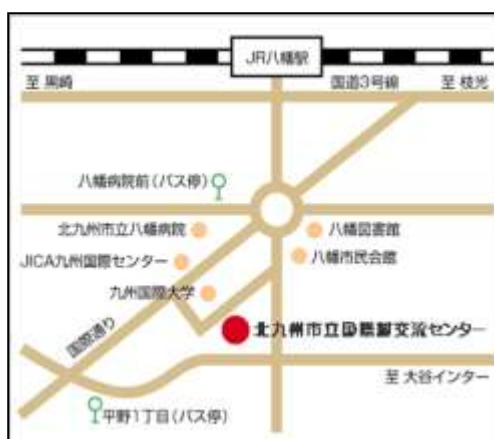 JR八幡駅
至 黒崎
国道3号線
至 枝光
八幡病院前(バス停)
北九州市立八幡病院
八幡図書館
JICA九州国際センター
八幡市民会館
九州国際大学
国際通り
北九州市立国際村交流センター
至 大谷インター
平野1丁目(バス停)